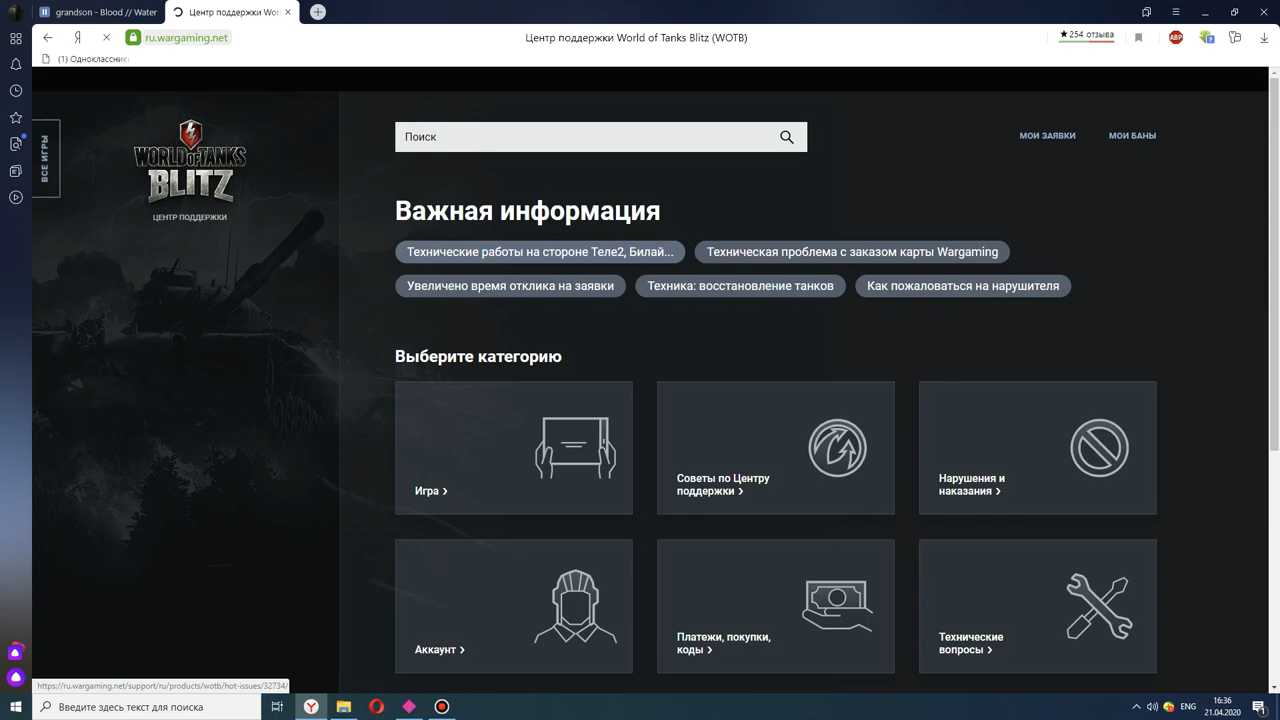 grandson - Blood // Water
Центр поддержки Wor
ru.wargaming.net
Центр поддержки World of Tanks Blitz (WOTB)
★254 отзыва
ABP
(1) Одноклассник
ВСЕ ИГРЫ
WORLD OF TANKS
BLITZ
ЦЕНТР ПОДДЕРЖКИ
Поиск
МОИ ЗАЯВКИ
МОИ БАНЫ
Важная информация
Технические работы на стороне Теле2, Билай...
Техническая проблема с заказом карты Wargaming
Увеличено время отклика на заявки
Техника: восстановление танков
Как пожаловаться на нарушителя
Выберите категорию
Игра
Советы по Центру
поддержки
Нарушения и
наказания
Аккаунт
Платежи, покупки,
коды
Технические
вопросы
https://ru.wargaming.net/support/ru/products/wotb/hot-issues/32734/
Введите здесь текст для поиска
ENG
16:36
21.04.2020